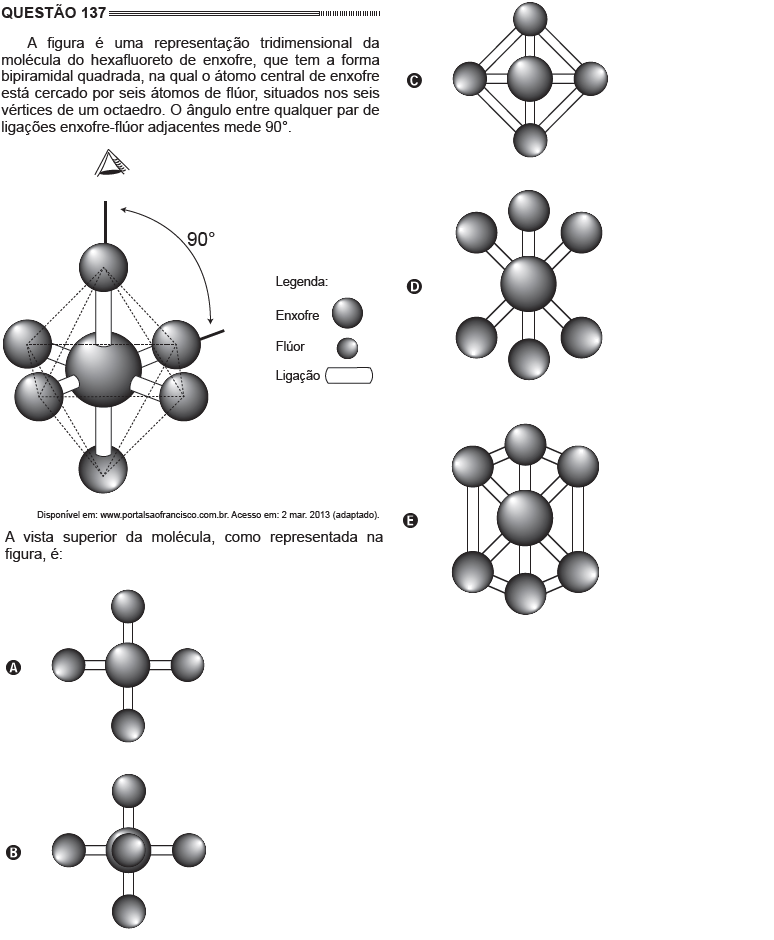 QUESTÃO 137
A figura é uma representação tridimensional da
molécula do hexafluoreto de enxofre, que tem a forma
bipiramidal quadrada, na qual o átomo central de enxofre
está cercado por seis átomos de flúor, situados nos seis
vértices de um octaedro. O ângulo entre qualquer par de
ligações enxofre-flúor adjacentes mede 90°.
90°
Legenda:
Enxofre
Flúor
Ligação
Disponível em: www.portalsaofrancisco.com.br. Acesso em: 2 mar. 2013 (adaptado).
A vista superior da molécula, como representada na
figura, é:
A
B
C
D
E